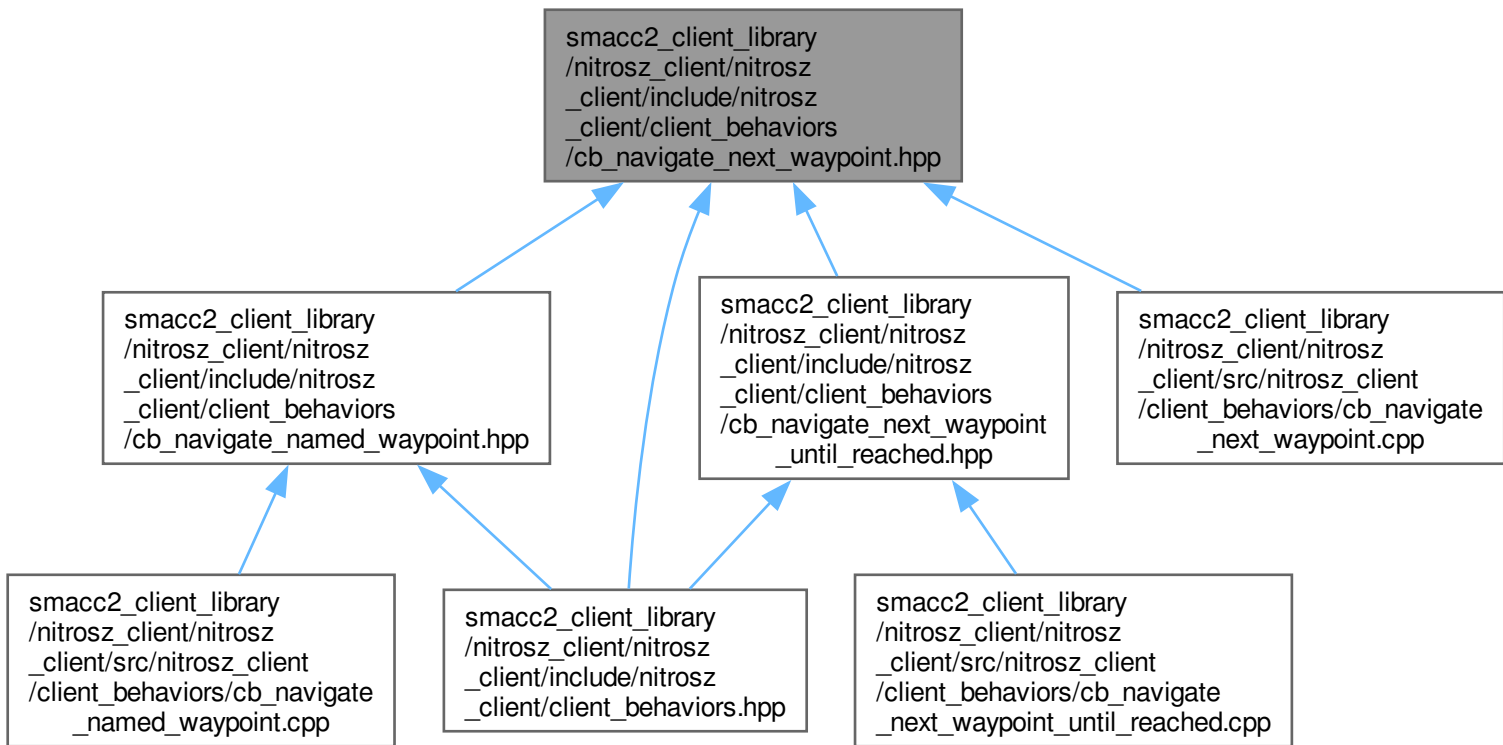 smacc2_client_library
/nitrosz_client/nitrosz
_client/include/nitrosz
_client/client_behaviors
/cb_navigate_next_waypoint.hpp
smacc2_client_library
/nitrosz_client/nitrosz
_client/include/nitrosz
_client/client_behaviors
/cb_navigate_named_waypoint.hpp
smacc2_client_library
/nitrosz_client/nitrosz
_client/include/nitrosz
_client/client_behaviors
/cb_navigate_next_waypoint
_until_reached.hpp
smacc2_client_library
/nitrosz_client/nitrosz
_client/src/nitrosz_client
/client_behaviors/cb_navigate
_next_waypoint.cpp
smacc2_client_library
/nitrosz_client/nitrosz
_client/src/nitrosz_client
/client_behaviors/cb_navigate
_named_waypoint.cpp
smacc2_client_library
/nitrosz_client/nitrosz
_client/include/nitrosz
_client/client_behaviors.hpp
smacc2_client_library
/nitrosz_client/nitrosz
_client/src/nitrosz_client
/client_behaviors/cb_navigate
_next_waypoint_until_reached.cpp